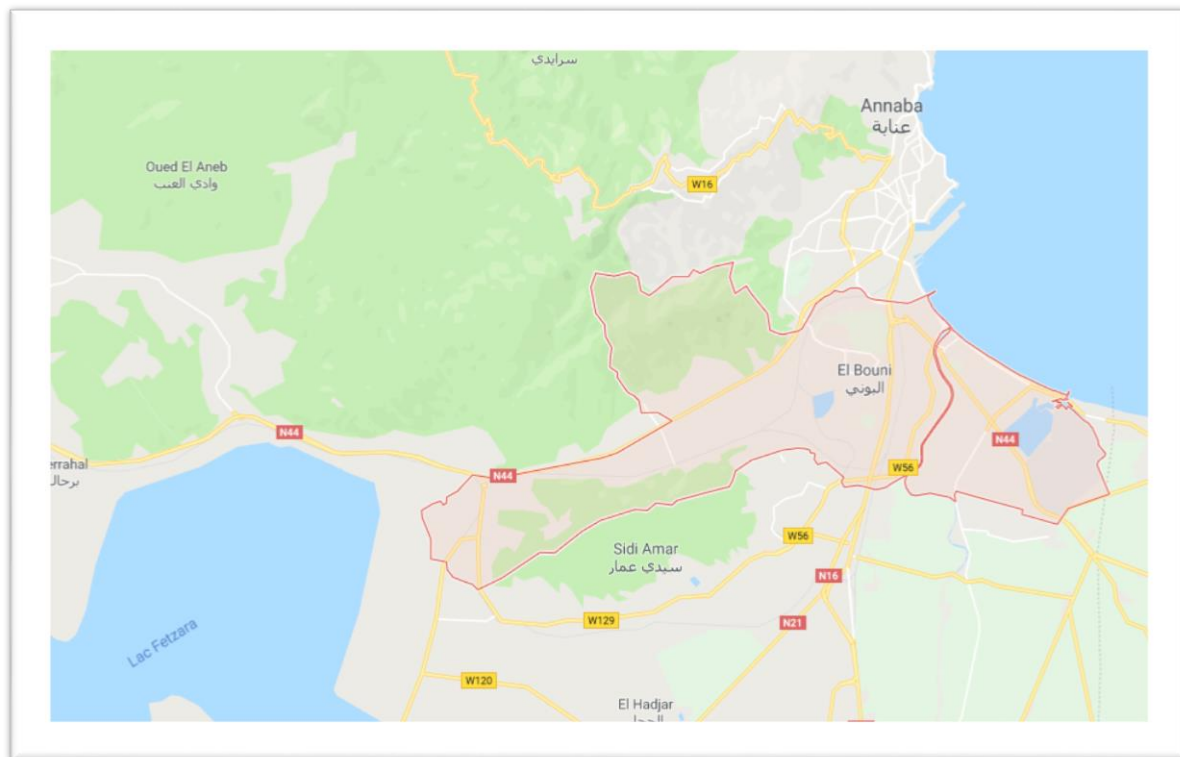 سرايدي
Annaba
عنابة
Oued El Aneb
وادي العنب
W16
El Bouni
البوني
N44
N44
برحال
N44
W56
Sidi Amar
سيدي عمار
W56
N16
W129
N21
Lac Fetzara
W120
El Hadjar